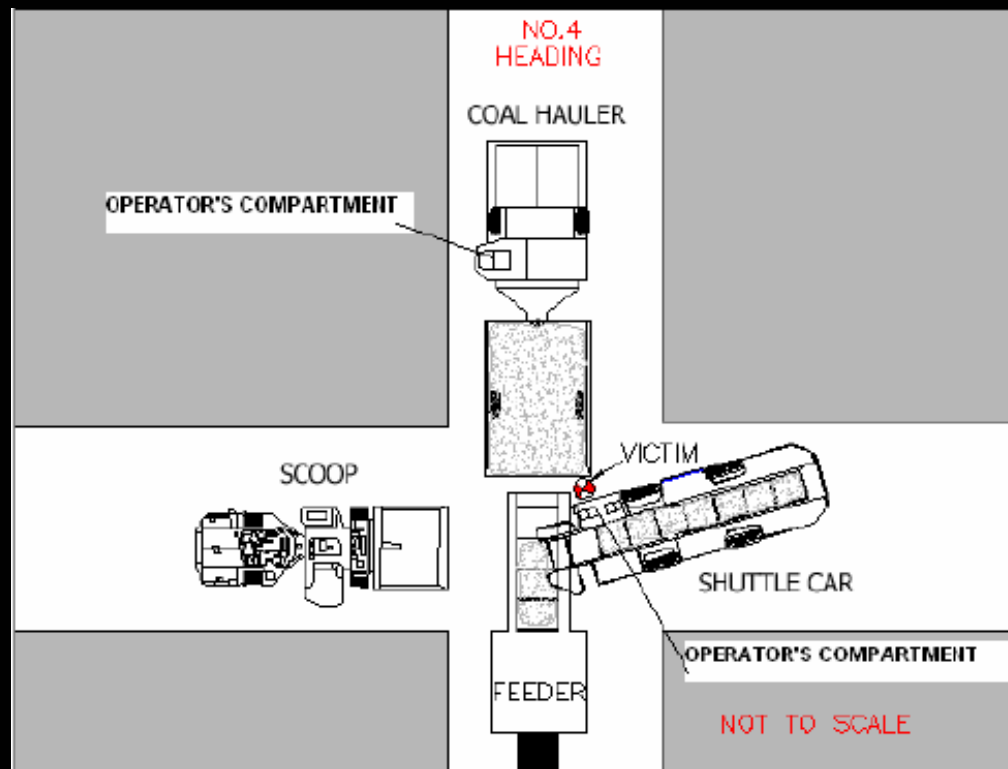 NO.4
HEADING
COAL HAULER
OPERATOR'S COMPARTMENT
VICTIM
SCOOP
SHUTTLE CAR
OPERATOR'S COMPARTMENT
FEEDER
NOT TO SCALE